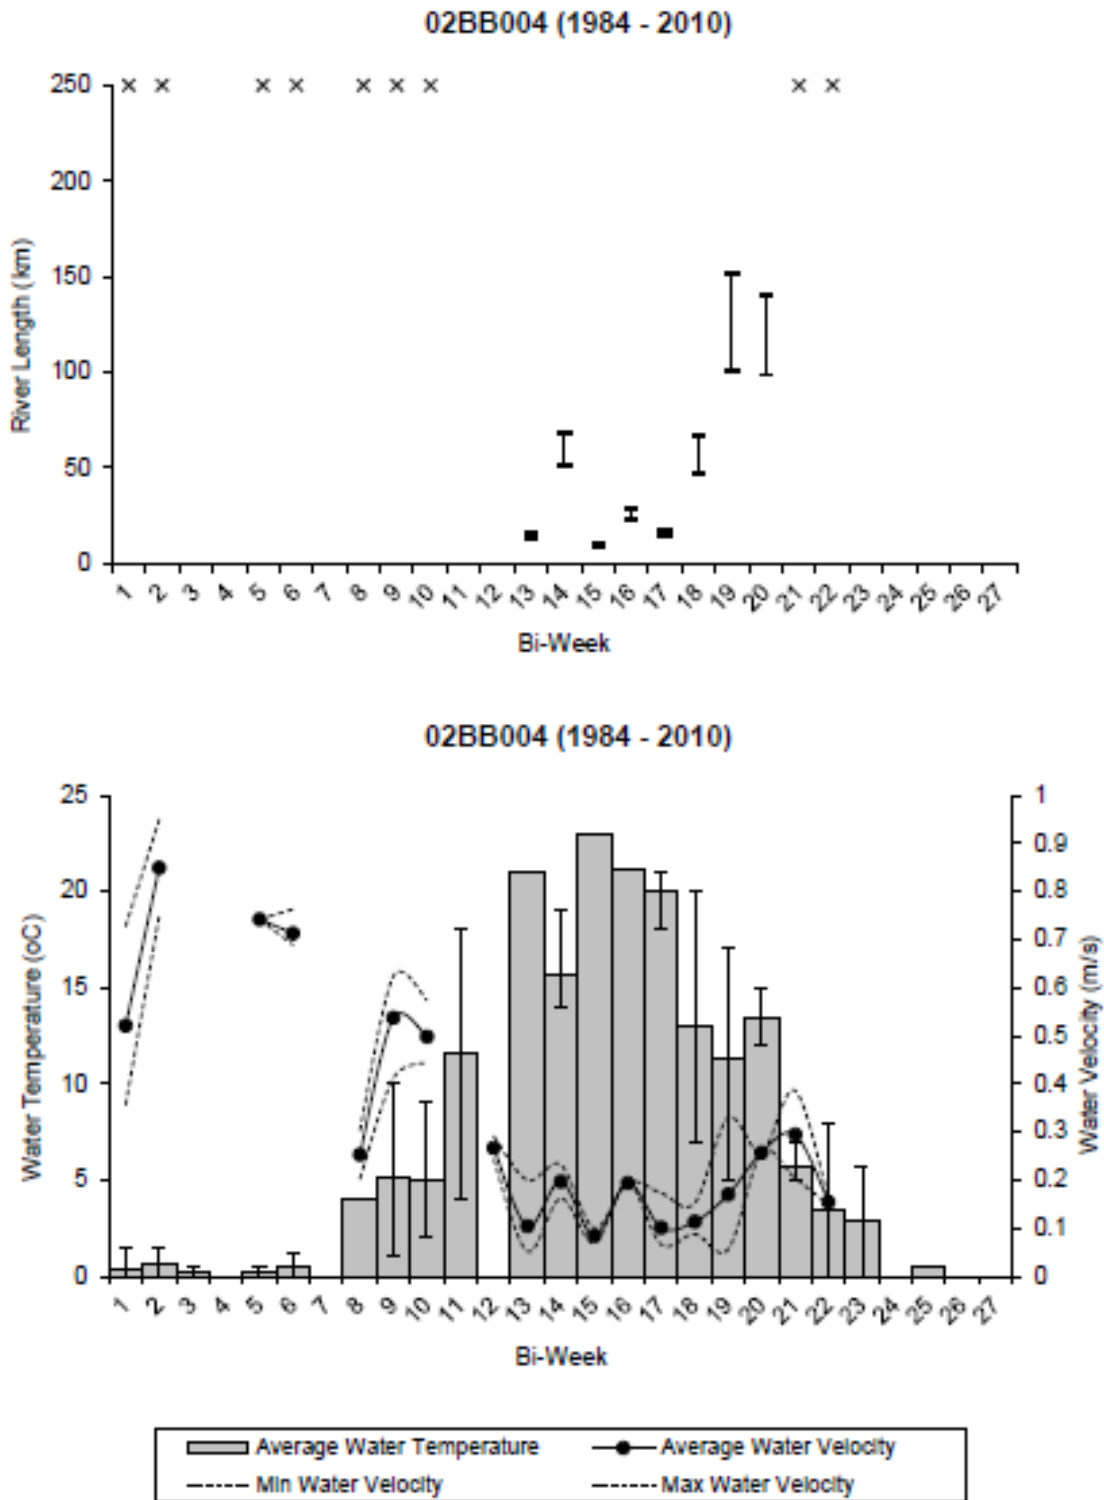 02BB004 (1984 - 2010)
250
200
150
100
50
0
River Length (km)
1 2 3 4 5 6 7 8 9 10 11 12 13 14 15 16 17 18 19 20 21 22 23 24 25 26 27
Bi-Week
02BB004 (1984 - 2010)
25
20
15
10
5
0
Water Temperature (oC)
1
0.9
0.8
0.7
0.6
0.5
0.4
0.3
0.2
0.1
0
Water Velocity (m/s)
1 2 3 4 5 6 7 8 9 10 11 12 13 14 15 16 17 18 19 20 21 22 23 24 25 26 27
Bi-Week
Average Water Temperature
Average Water Velocity
Min Water Velocity
Max Water Velocity